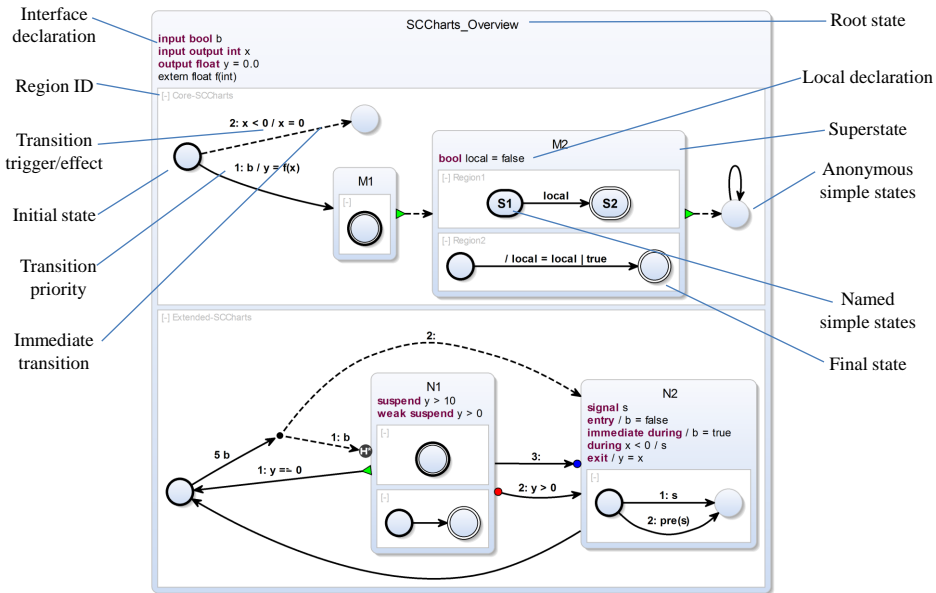 SCCharts_Overview
input bool b
input output int x
output float y = 0.0
extern float f(int)
[-] Core-SCCharts
2: x < 0 / x = 0
1: b / y = f(x)
M1
[-]
M2
bool local = false
[-] Region1
S1
local
S2
[-] Region2
/ local = local | true
[-] Extended-SCCharts
2:
1: b
5 b
H*
1: y == 0
N1
suspend y > 10
weak suspend y > 0
[-]
[-]
3:
2: y > 0
N2
signal s
entry / b = false
immediate during / b = true
during x < 0 / s
exit / y = x
[-]
1: s
2: pre(s)
Interface
declaration
Region ID
Transition
trigger/effect
Initial state
Transition
priority
Immediate
transition
Root state
Local declaration
Superstate
Anonymous
simple states
Named
simple states
Final state